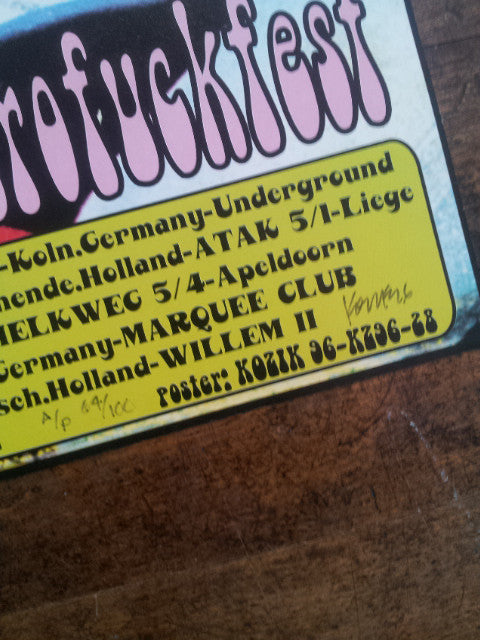 rofuckfest
-Koln.Germany-Underground
nende.Holland-ATAK 5/1-Liege
IELKWEG 5/4-Apeldoorn
Germany-MARQUEE CLUB
sch.Holland-WILLEM II
A/P 64/100
poster: KOZIK 96-KZ96-28